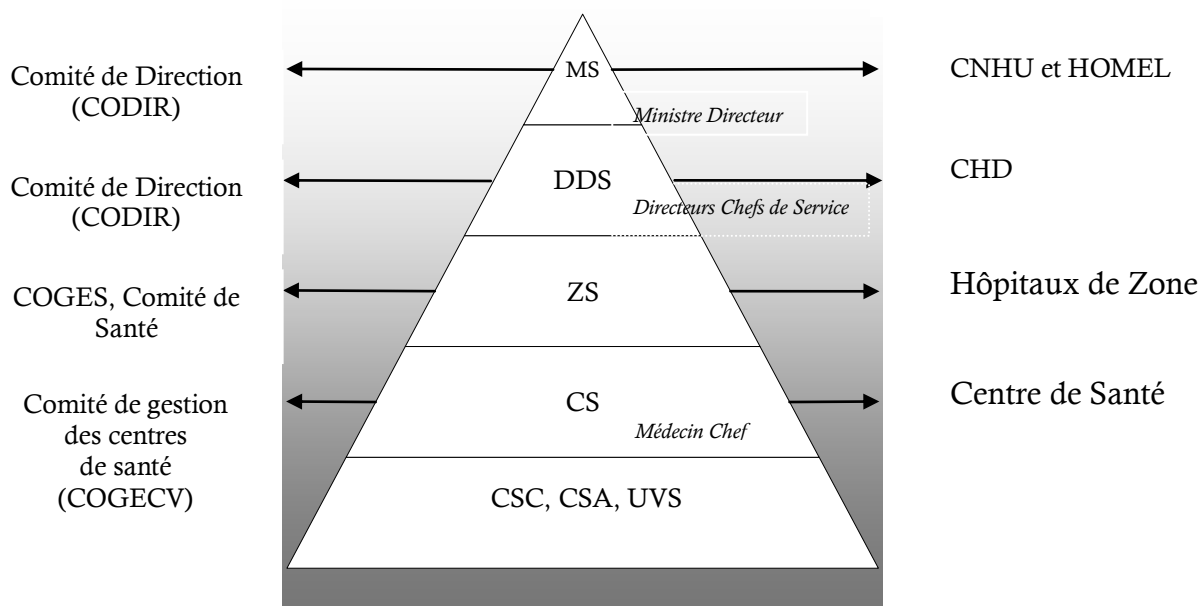 Comité de Direction
(CODIR)
MS
CNHU et HOMEL
Ministre Directeur
Comité de Direction
(CODIR)
DDS
CHD
Directeurs Chefs de Service
COGES, Comité de
Santé
ZS
Hôpitaux de Zone
Comité de gestion
des centres
de santé
(COGECV)
CS
Centre de Santé
Médecin Chef
CSC, CSA, UVS